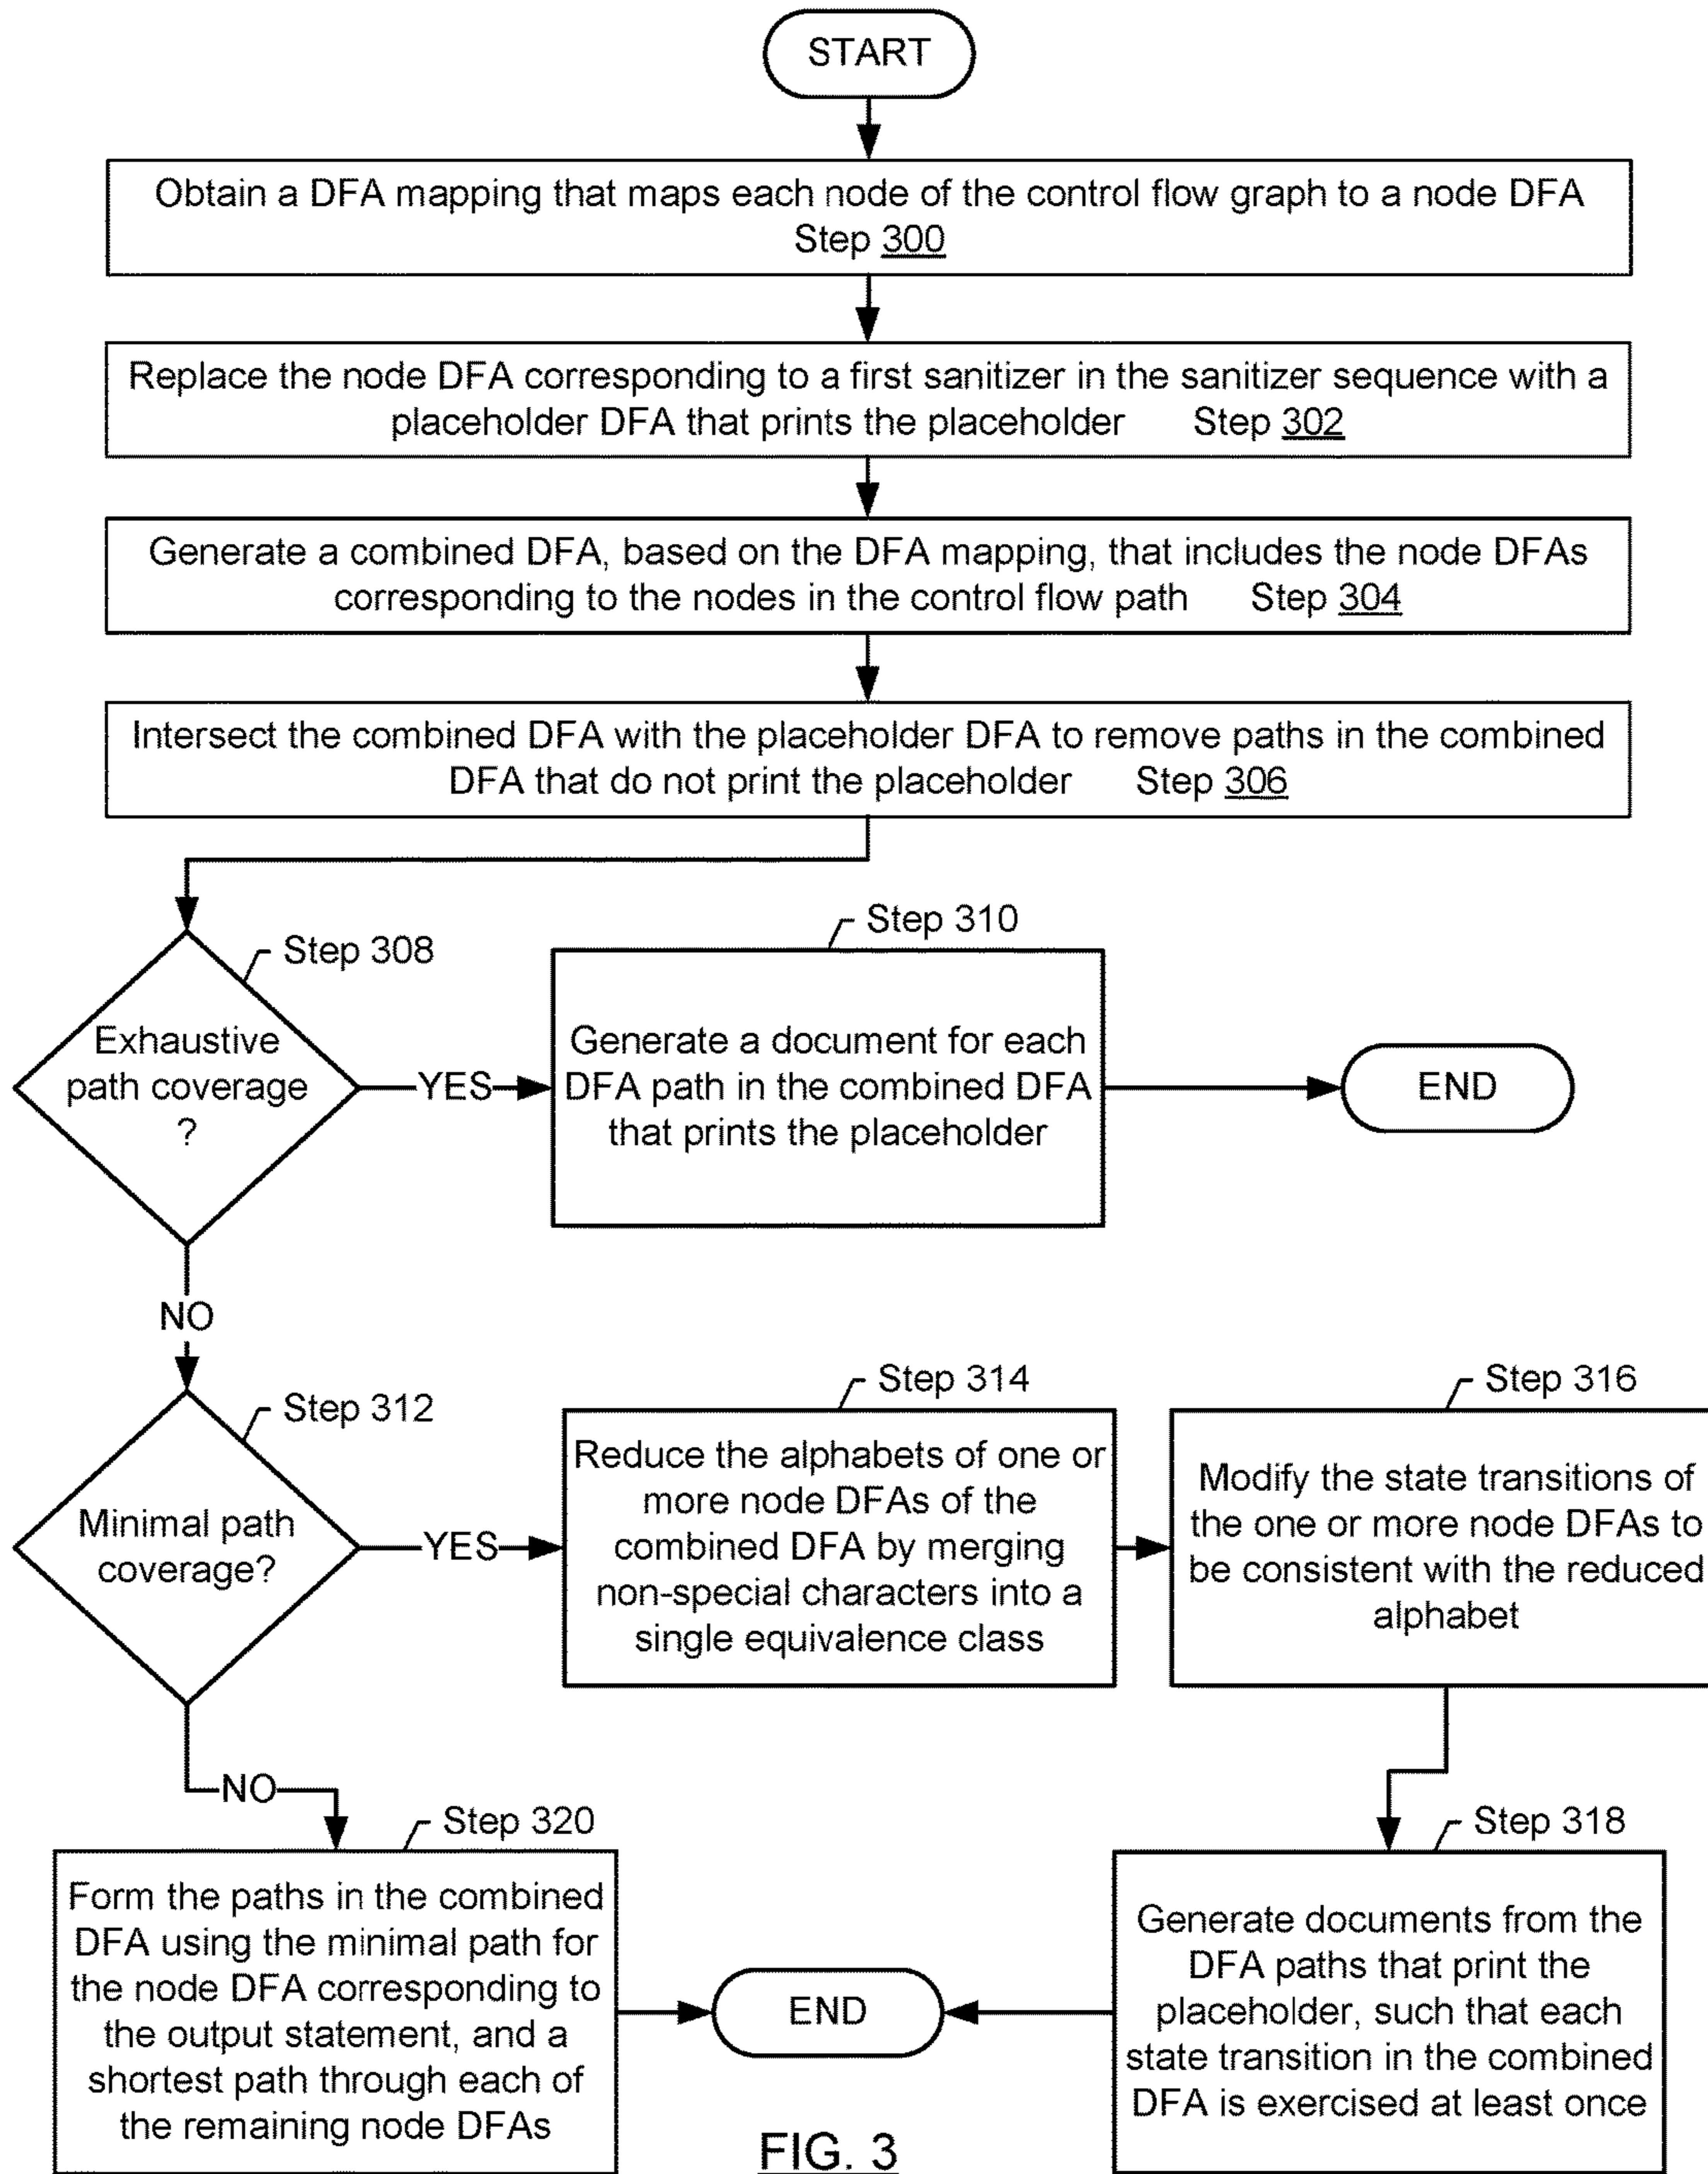 START
Obtain a DFA mapping that maps each node of the control flow graph to a node DFA
Step 300
Replace the node DFA corresponding to a first sanitizer in the sanitizer sequence with a
placeholder DFA that prints the placeholder Step 302
Generate a combined DFA, based on the DFA mapping, that includes the node DFAs
corresponding to the nodes in the control flow path Step 304
Intersect the combined DFA with the placeholder DFA to remove paths in the combined
DFA that do not print the placeholder Step 306
Step 308
Exhaustive
path coverage
?
YES
Step 310
Generate a document for each
DFA path in the combined DFA
that prints the placeholder
END
NO
Step 312
Minimal path
coverage?
YES
Step 314
Reduce the alphabets of one or
more node DFAs of the
combined DFA by merging
non-special characters into a
single equivalence class
Step 316
Modify the state transitions of
the one or more node DFAs to
be consistent with the reduced
alphabet
NO
Step 320
Form the paths in the combined
DFA using the minimal path for
the node DFA corresponding to
the output statement, and a
shortest path through each of
the remaining node DFAs
END
Step 318
Generate documents from the
DFA paths that print the
placeholder, such that each
state transition in the combined
DFA is exercised at least once
FIG. 3